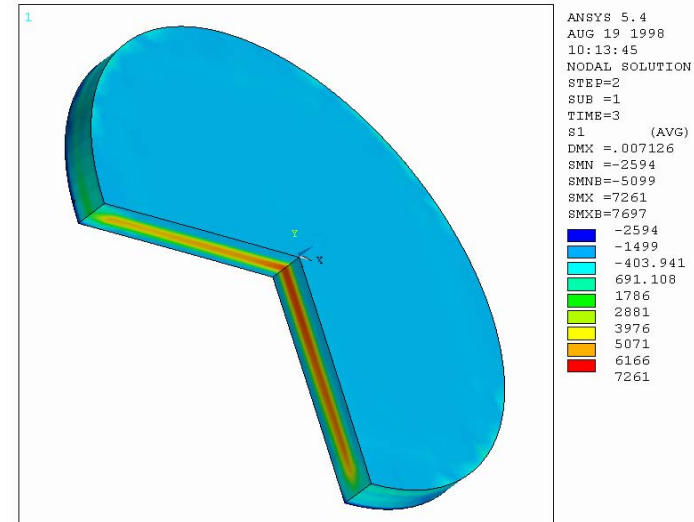 1
ANSYS 5.4
AUG 19 1998
10:13:45
NODAL SOLUTION
STEP=2
SUB =1
TIME=3
S1 (AVG)
DMX =.007126
SMN =-2594
SMNB=-5099
SMX =7261
SMXB=7697
-2594
-1499
-403.941
691.108
1786
2881
3976
5071
6166
7261
Y
X